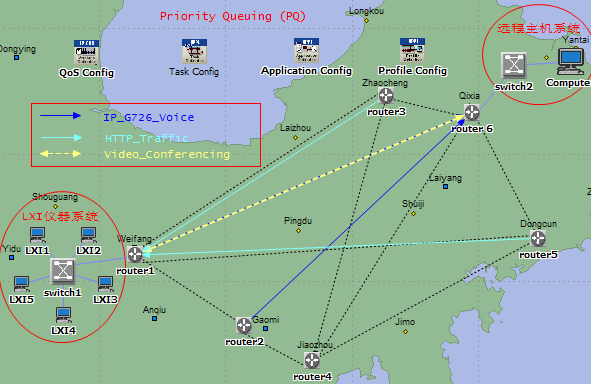 Priority Queuing (PQ)
Longkou
远程主机系统
Dongying
Yantai
QoS Config
Task Config
Application Config
Profile Config
switch2
Compute
Zhaocheng
Qixia
router3
router 6
IP_G726_Voice
HTTP_Traffic
Video_Conferencing
Laizhou
Laiyang
Shouguang
Shuiji
LXI仪器系统
Pingdu
Dongcun
Yidu
LXI1
LXI2
Weifang
router1
router5
switch1
LXI5
LXI3
LXI4
Anqiu
Gaomi
router2
Jimo
Jiaozhou
router4